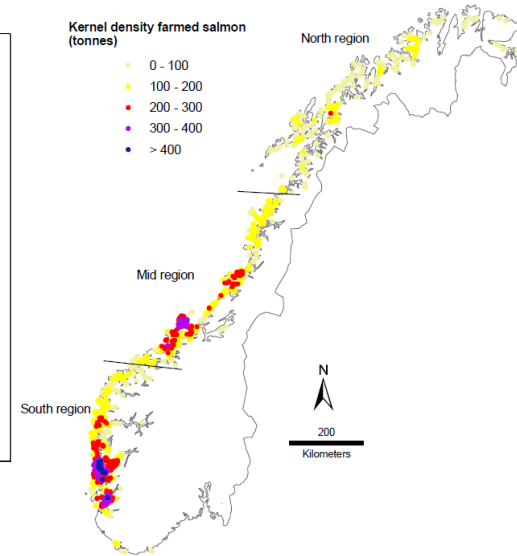 Kernel density farmed salmon
(tonnes)
0 - 100
100 - 200
200 - 300
300 - 400
> 400
North region
Mid region
South region
N
200
Kilometers